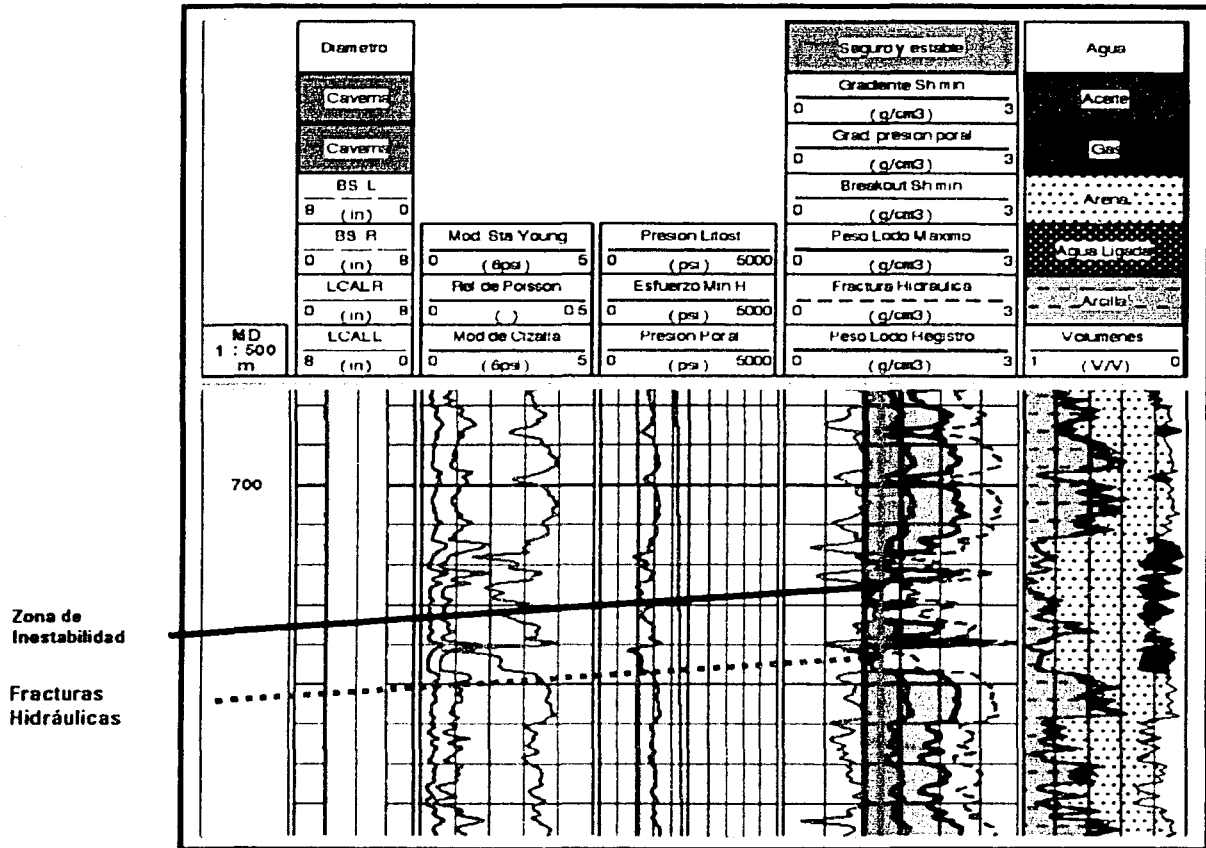 Diametro
Caverna
Caverna
BS L
8 (in) 0
BS R
0 (in) 8
LCALR
0 (in) 8
LCALL
8 (in) 0
MD
1 : 500
m
Mod Sta Young
0 (6psi) 5
Rel de Poisson
0 ( ) 0 5
Mod de Cizalla
0 (6psi) 5
Presion Litost
0 (psi) 5000
Esfuerzo Min H
0 (psi) 5000
Presion Poral
0 (psi) 5000
Seguro y estable
Gradiente Sh min
0 (g/cm3) 3
Grad presion poral
0 (g/cm3) 3
Breakout Sh min
0 (g/cm3) 3
Peso Lodo Maximo
0 (g/cm3) 3
Fractura Hidraulica
0 (g/cm3) 3
Peso Lodo Registro
0 (g/cm3) 3
Agua
Aceite
Gas
Arena
Agua Ligada
Arcilla
Volumenes
1 (V/V) 0
700
Zona de
Inestabilidad
Fracturas
Hidráulicas